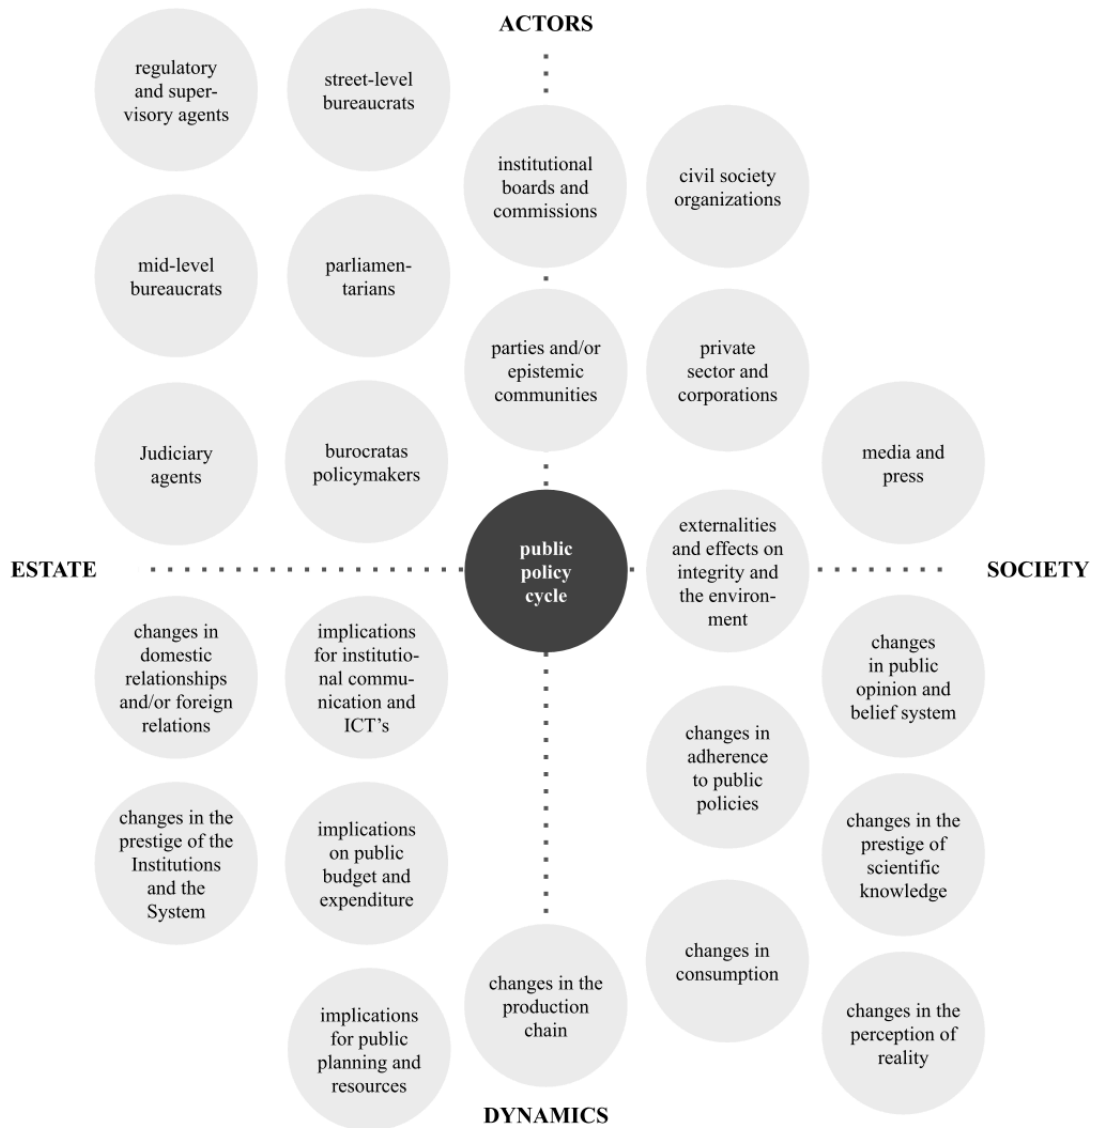 ACTORS
regulatory
and super-
visory agents
street-level
bureaucrats
institutional
boards and
commissions
civil society
organizations
mid-level
bureaucrats
parliamen-
tarians
parties and/or
epistemic
communities
private
sector and
corporations
Judiciary
agents
burocratas
policymakers
media and
press
ESTATE
public
policy
cycle
externalities
and effects on
integrity and
the environ-
ment
SOCIETY
changes in
domestic
relationships
and/or foreign
relations
implications
for institutio-
nal commu-
nication and
ICT's
changes
in public
opinion and
belief system
changes in
adherence
to public
policies
changes in the
prestige of the
Institutions
and the
System
implications
on public
budget and
expenditure
changes in the
prestige of
scientific
knowledge
changes in
consumption
implications
for public
planning and
resources
changes in the
production
chain
changes in the
perception of
reality
DYNAMICS